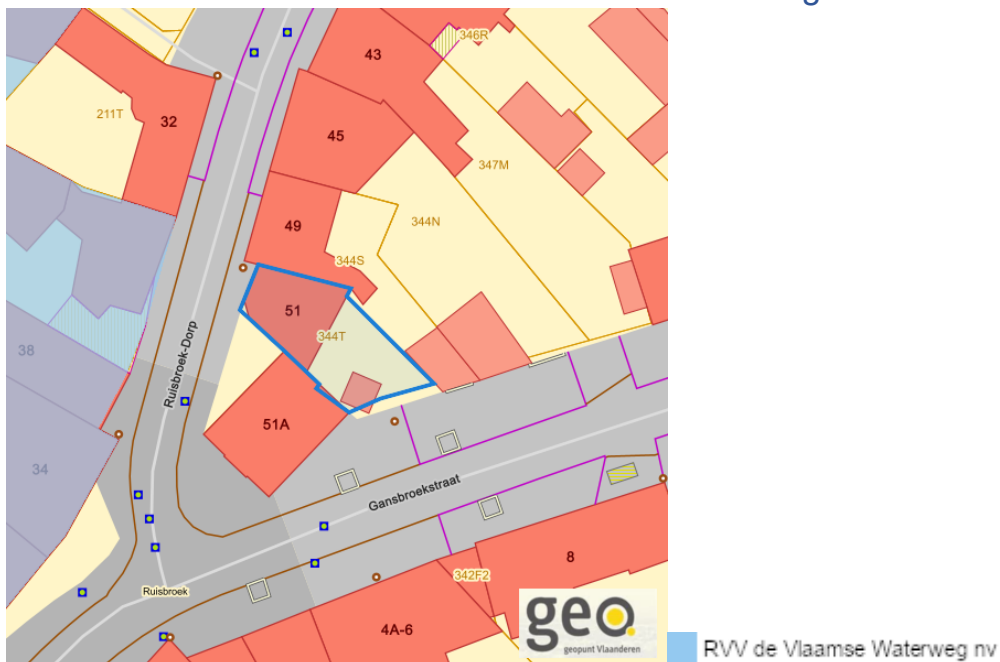 346R
43
211T
32
45
347M
344N
49
344S
51
344T
Ruisbroek-Dorp
38
51A
34
Gansbroekstraat
8
342F2
Ruisbroek
4A-6
geo
geopunt Vlaanderen
RVV de Vlaamse Waterweg nv